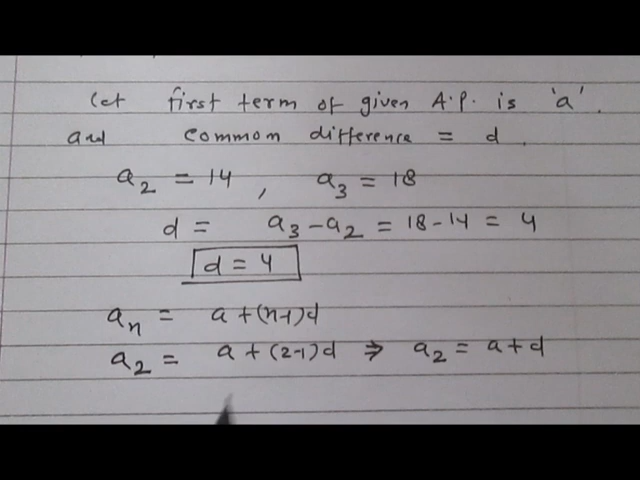 Let first term of given A.P. is 'a'.
and common difference = d.
a₂ = 14 , a₃ = 18
d = a₃ - a₂ = 18 - 14 = 4
d = 4
aₙ = a + (n-1)d
a₂ = a + (2-1)d ⇒ a₂ = a + d